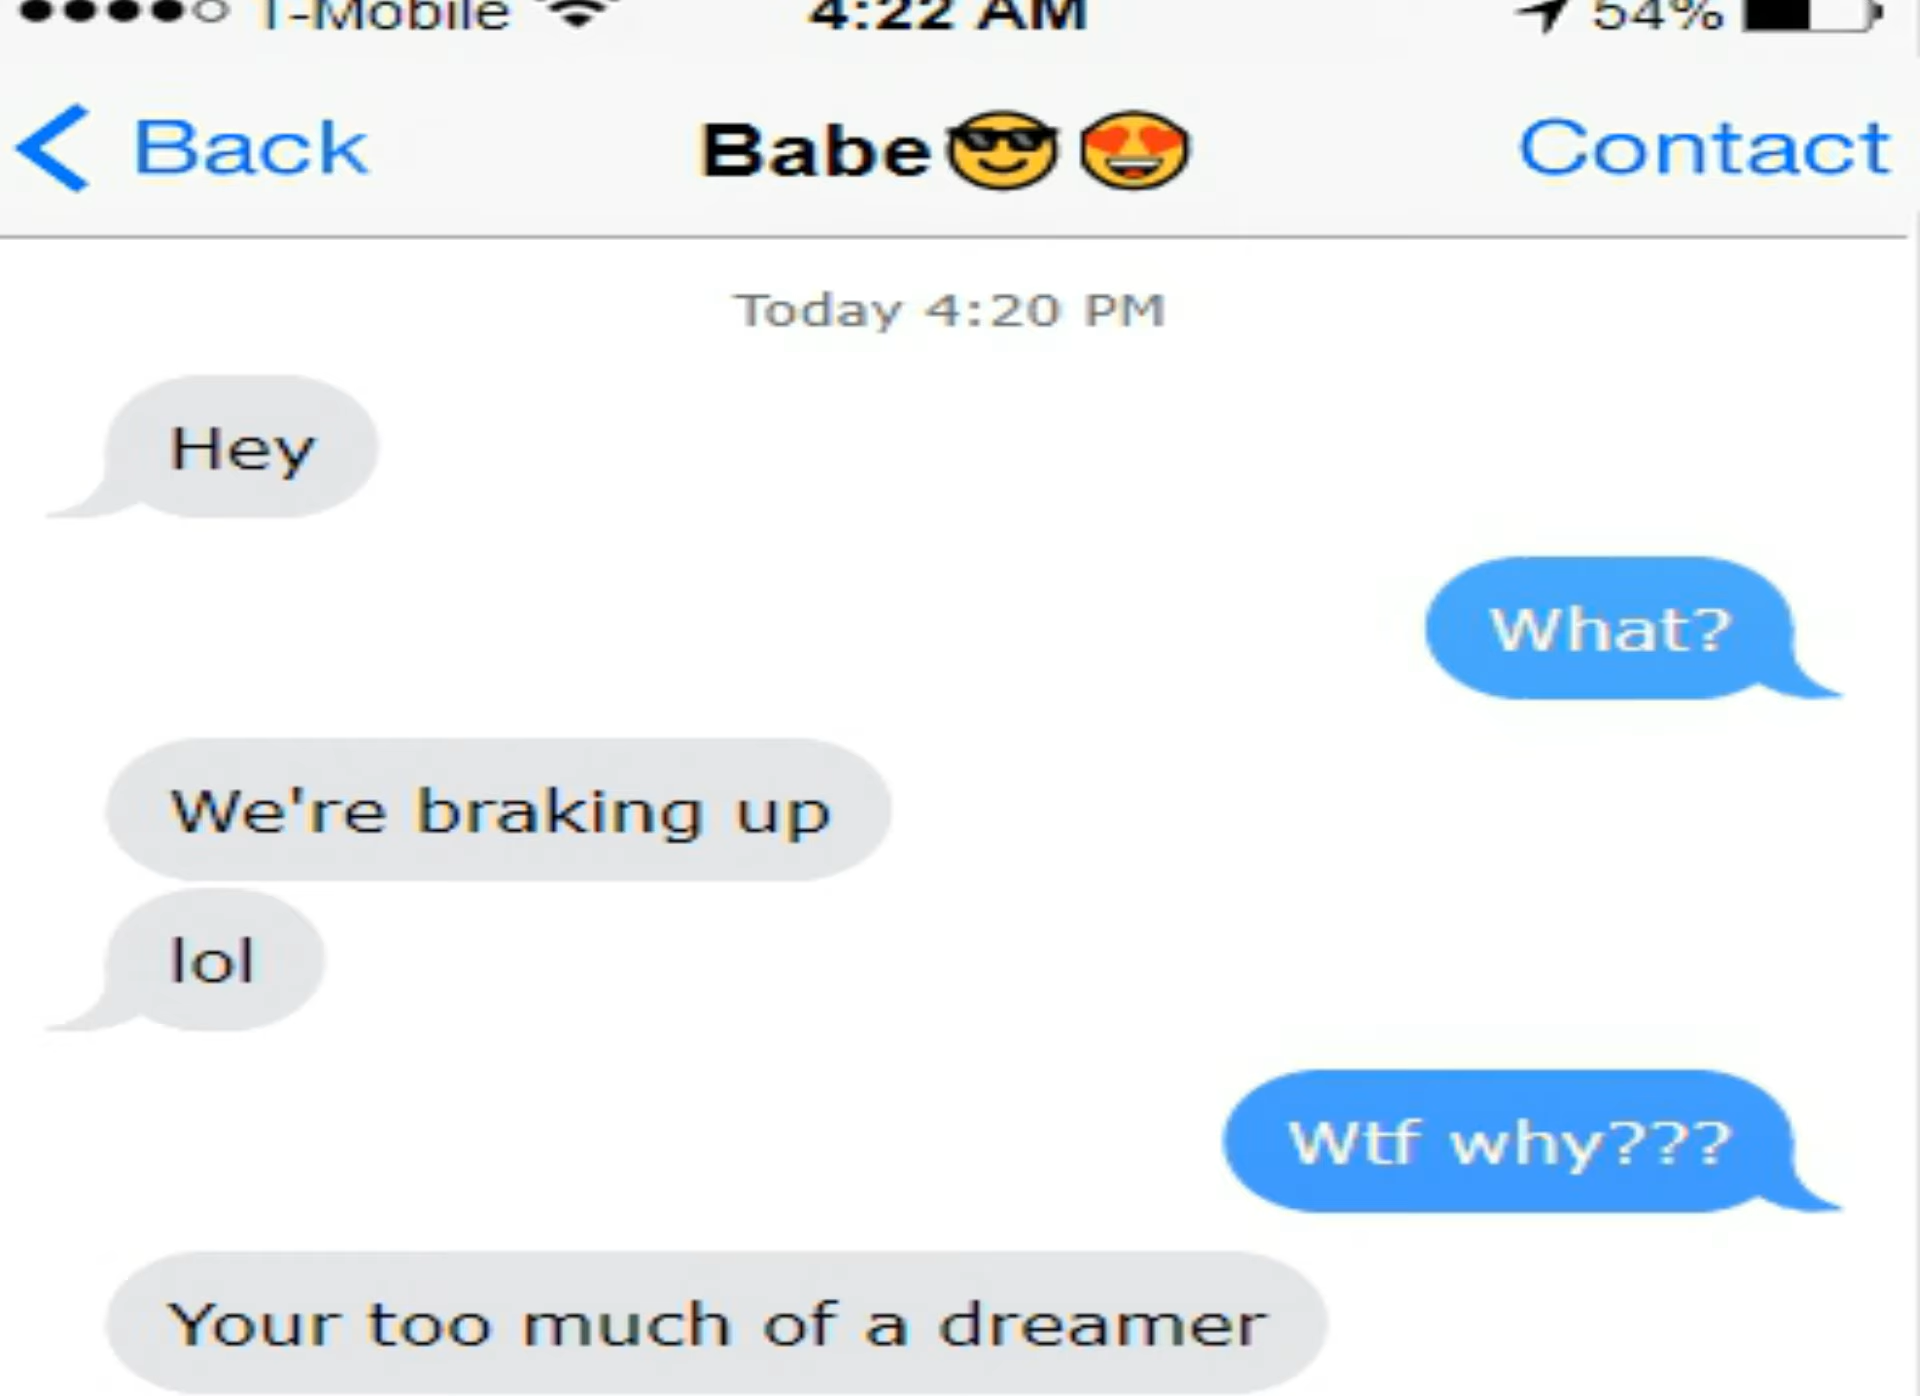 T-Mobile 4:22 AM 54%
Back Babe😎😍 Contact
Today 4:20 PM
Hey
What?
We're braking up
lol
Wtf why???
Your too much of a dreamer